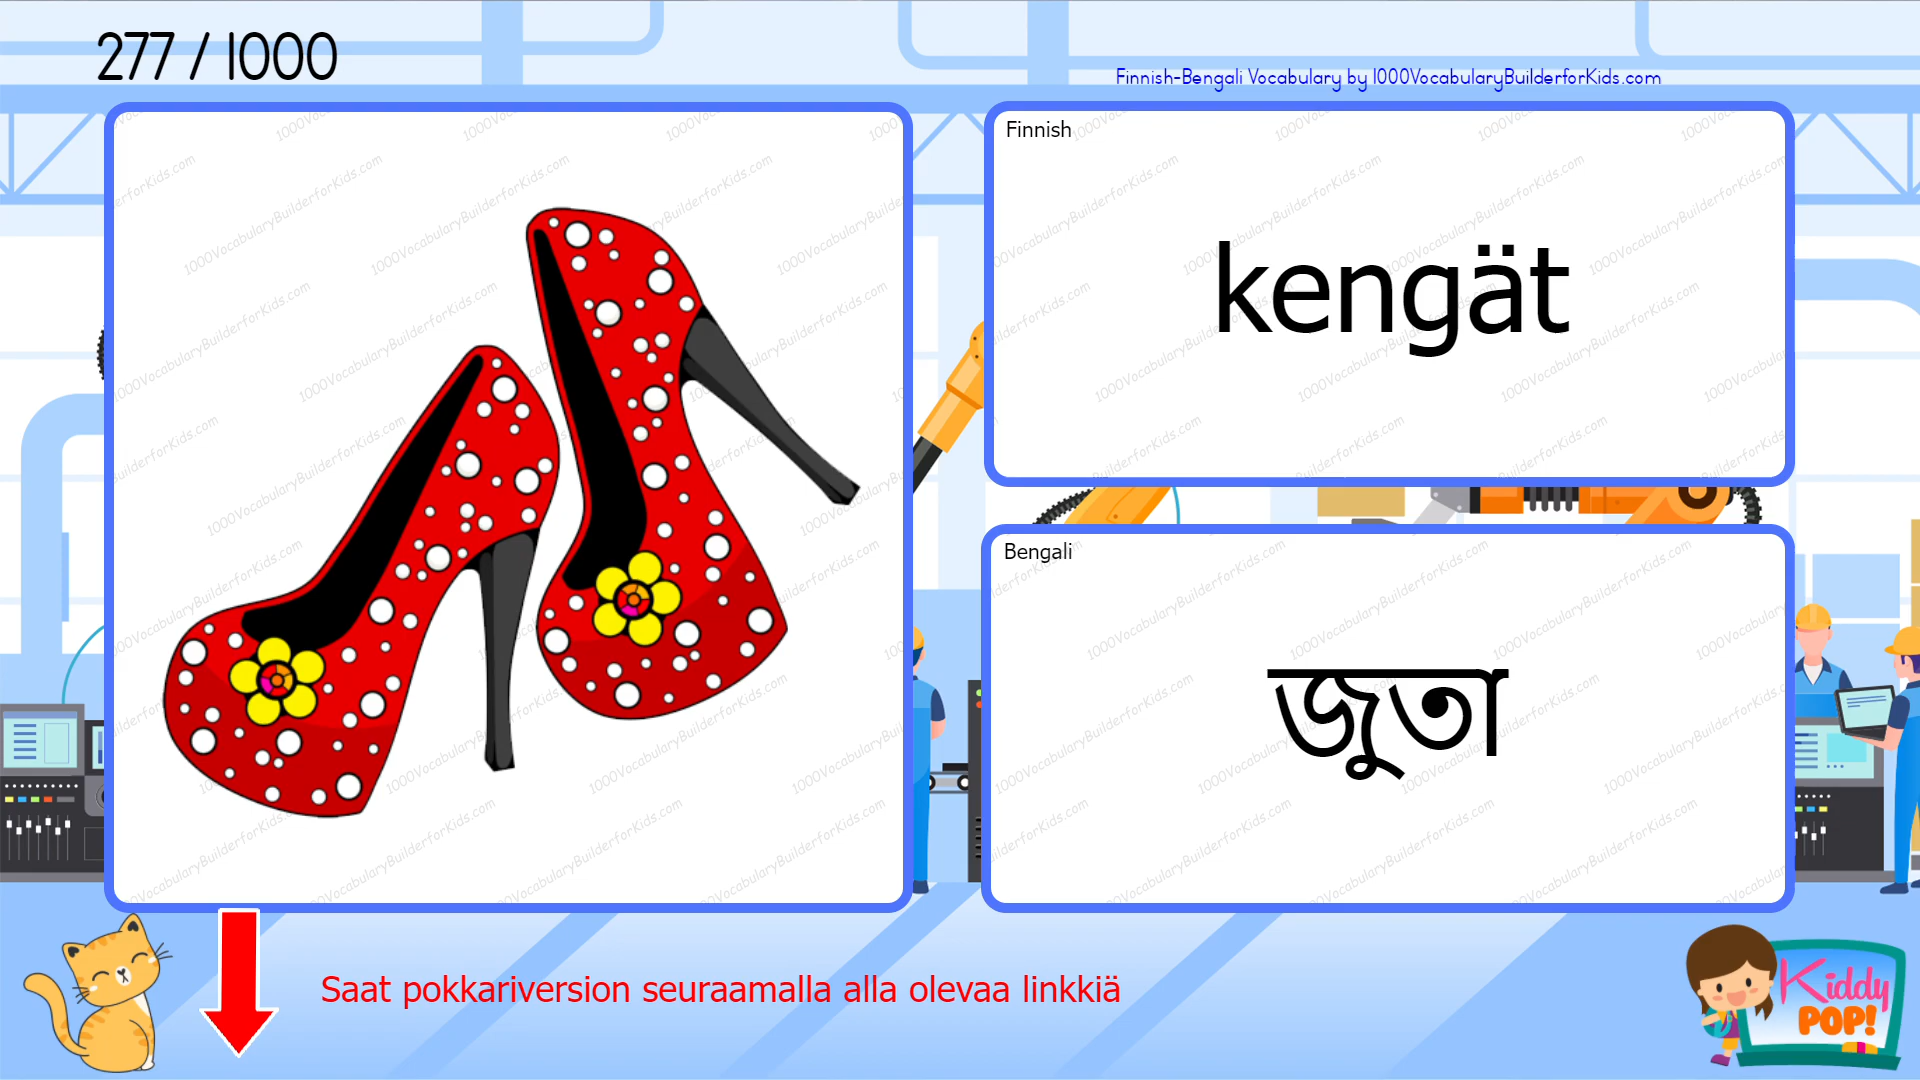 277 / 1000
Finnish-Bengali Vocabulary by 1000VocabularyBuilderforKids.com
Finnish
kengät
Bengali
জুতা
Saat pokkariversion seuraamalla alla olevaa linkkiä
Kiddy
POP!